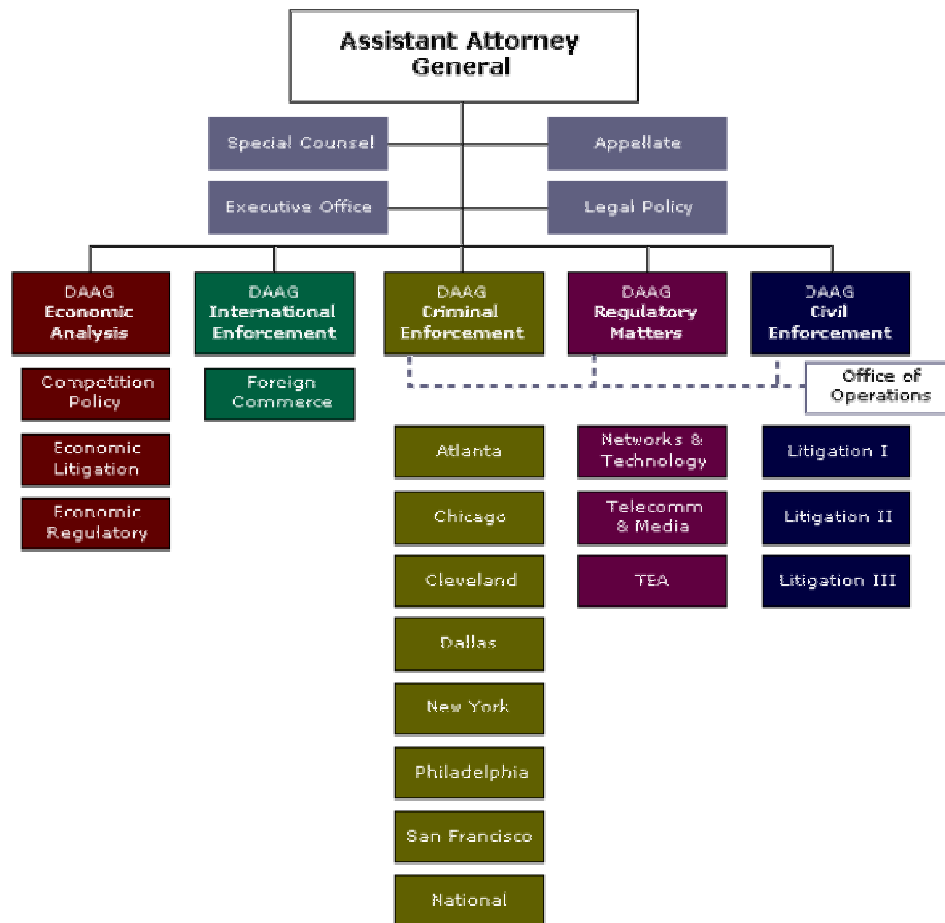 Assistant Attorney
General
Special Counsel
Appellate
Executive Office
Legal Policy
DAAG
Economic
Analysis
DAAG
International
Enforcement
DAAG
Criminal
Enforcement
DAAG
Regulatory
Matters
DAAG
Civil
Enforcement
Competition
Policy
Foreign
Commerce
Office of
Operations
Economic
Litigation
Atlanta
Networks &
Technology
Litigation I
Economic
Regulatory
Chicago
Telecomm
& Media
Litigation II
Cleveland
TEA
Litigation III
Dallas
New York
Philadelphia
San Francisco
National